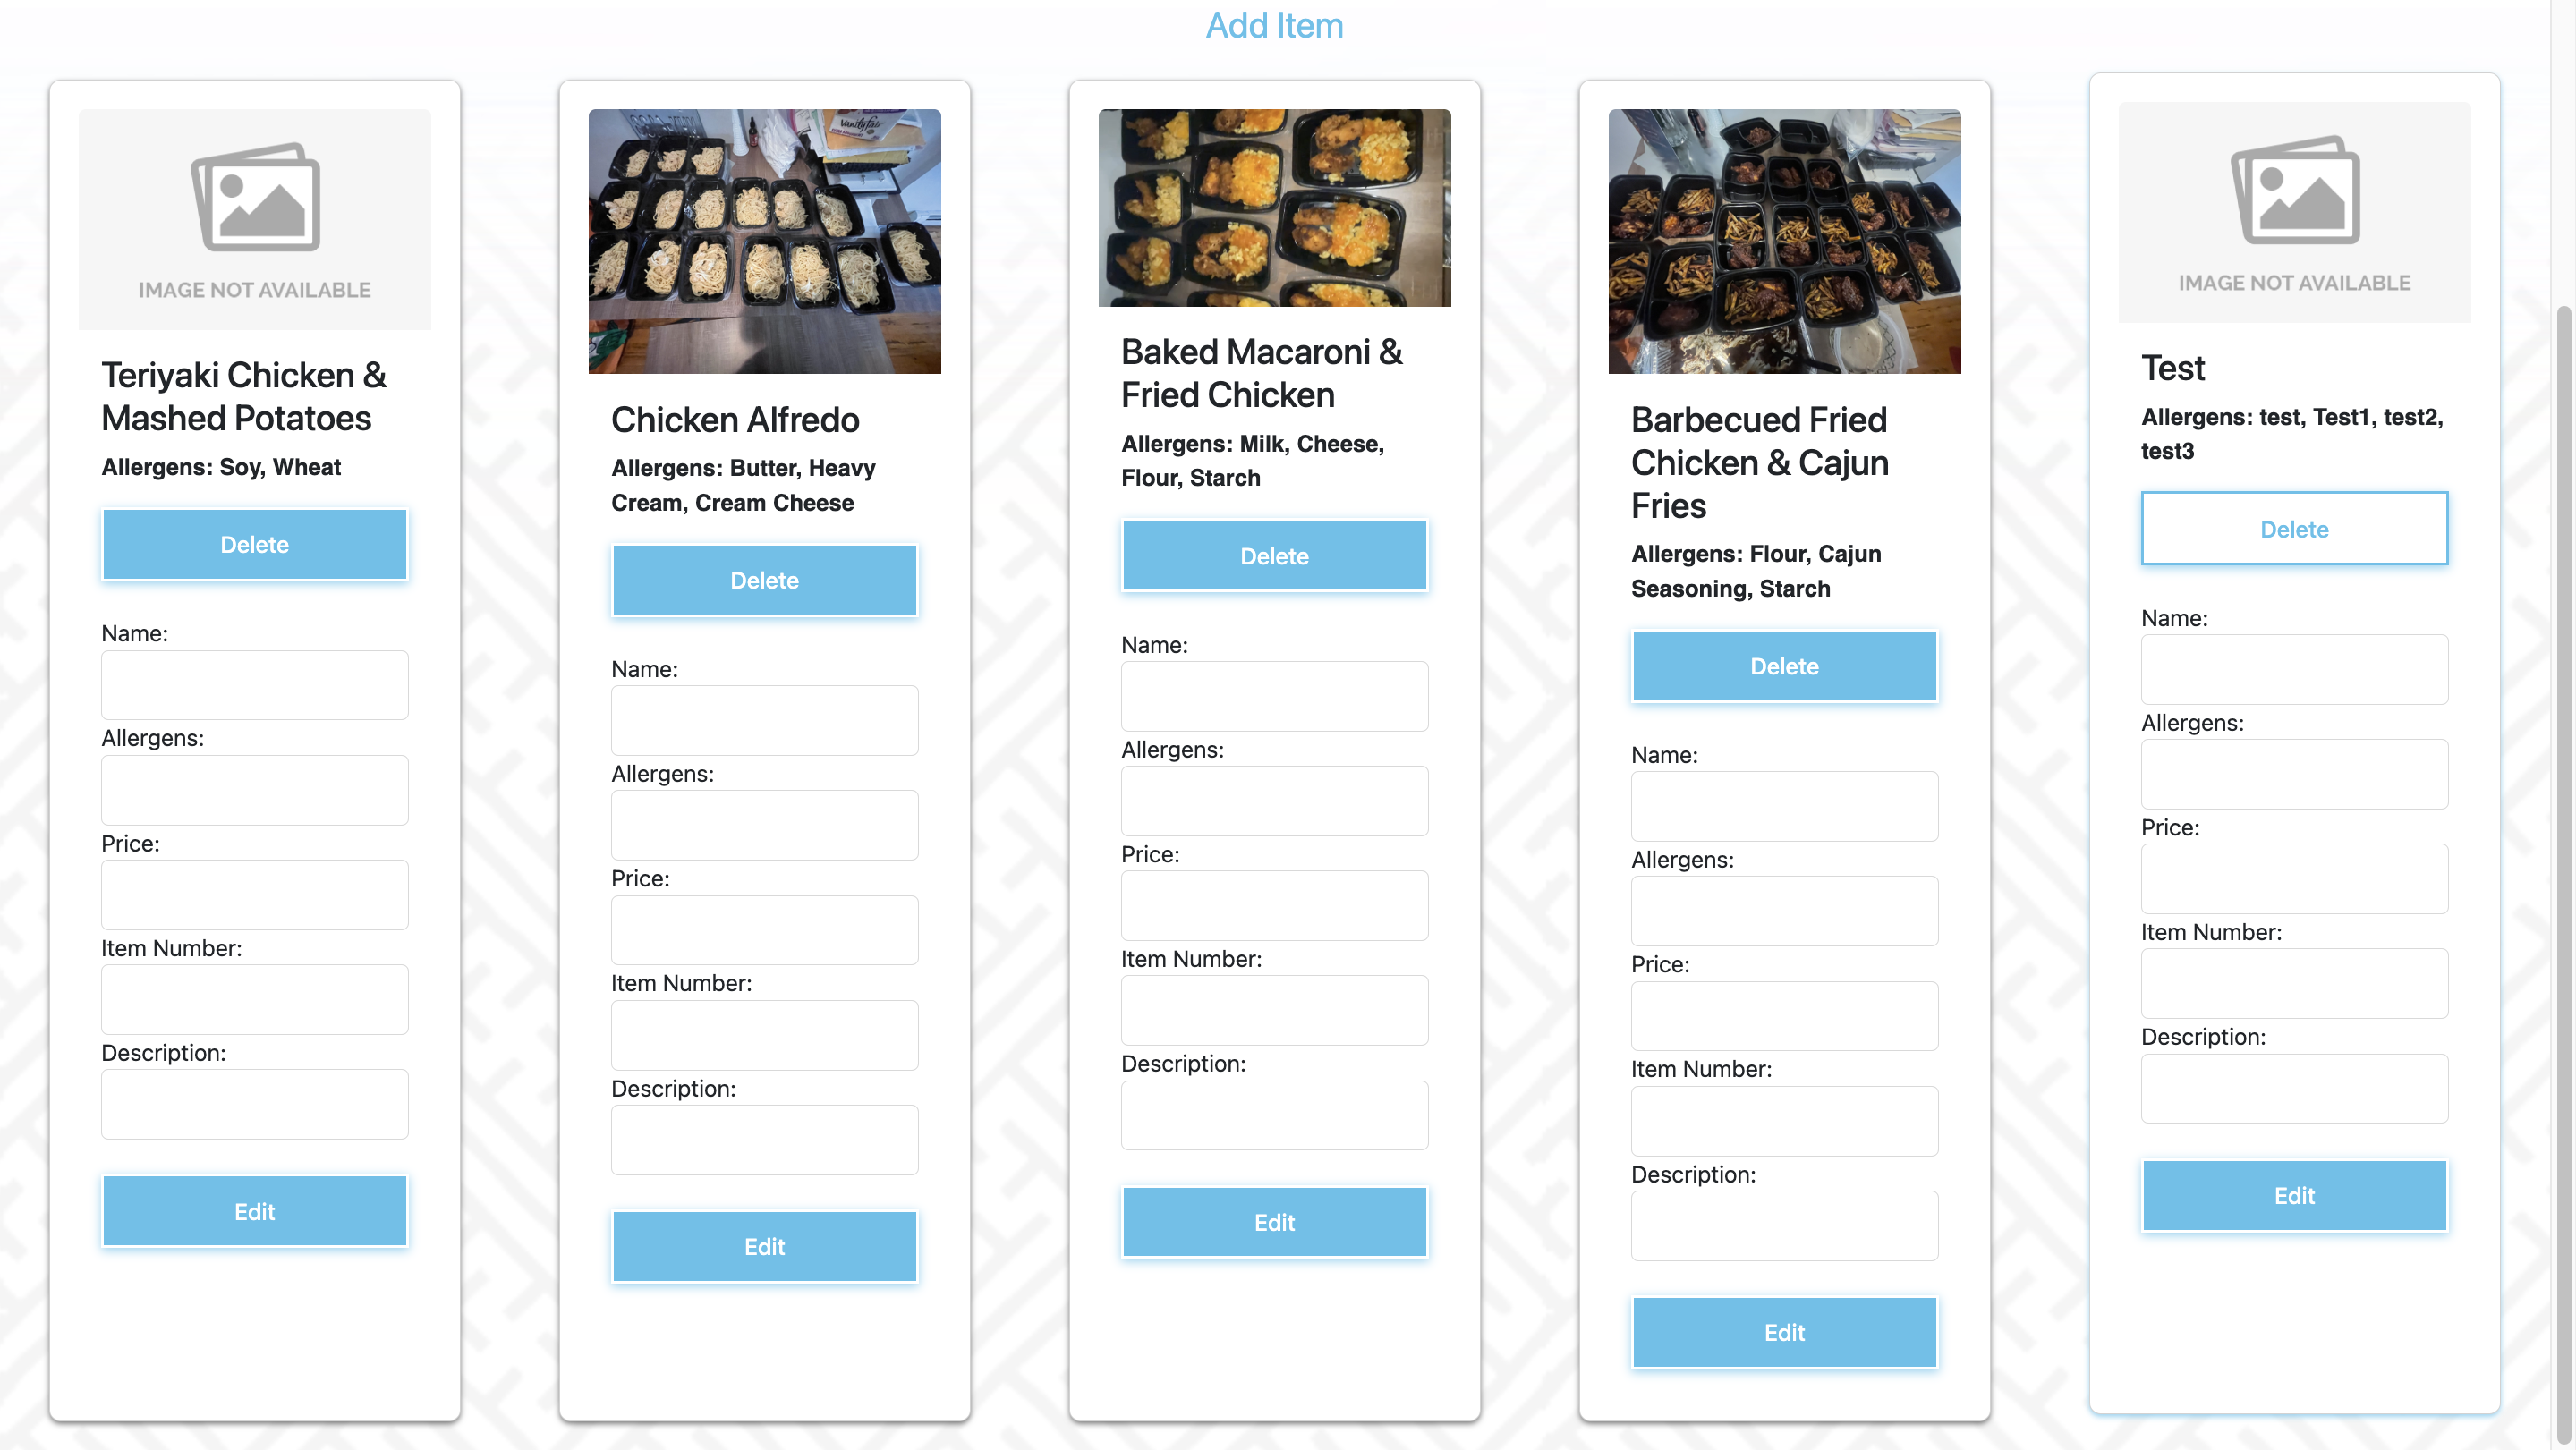 Add Item
IMAGE NOT AVAILABLE
Teriyaki Chicken &
Mashed Potatoes
Allergens: Soy, Wheat
Delete
Name:
Allergens:
Price:
Item Number:
Description:
Edit
Vanity fair
Chicken Alfredo
Allergens: Butter, Heavy
Cream, Cream Cheese
Delete
Name:
Allergens:
Price:
Item Number:
Description:
Edit
Baked Macaroni &
Fried Chicken
Allergens: Milk, Cheese,
Flour, Starch
Delete
Name:
Allergens:
Price:
Item Number:
Description:
Edit
Barbecued Fried
Chicken & Cajun
Fries
Allergens: Flour, Cajun
Seasoning, Starch
Delete
Name:
Allergens:
Price:
Item Number:
Description:
Edit
IMAGE NOT AVAILABLE
Test
Allergens: test, Test1, test2,
test3
Delete
Name:
Allergens:
Price:
Item Number:
Description:
Edit